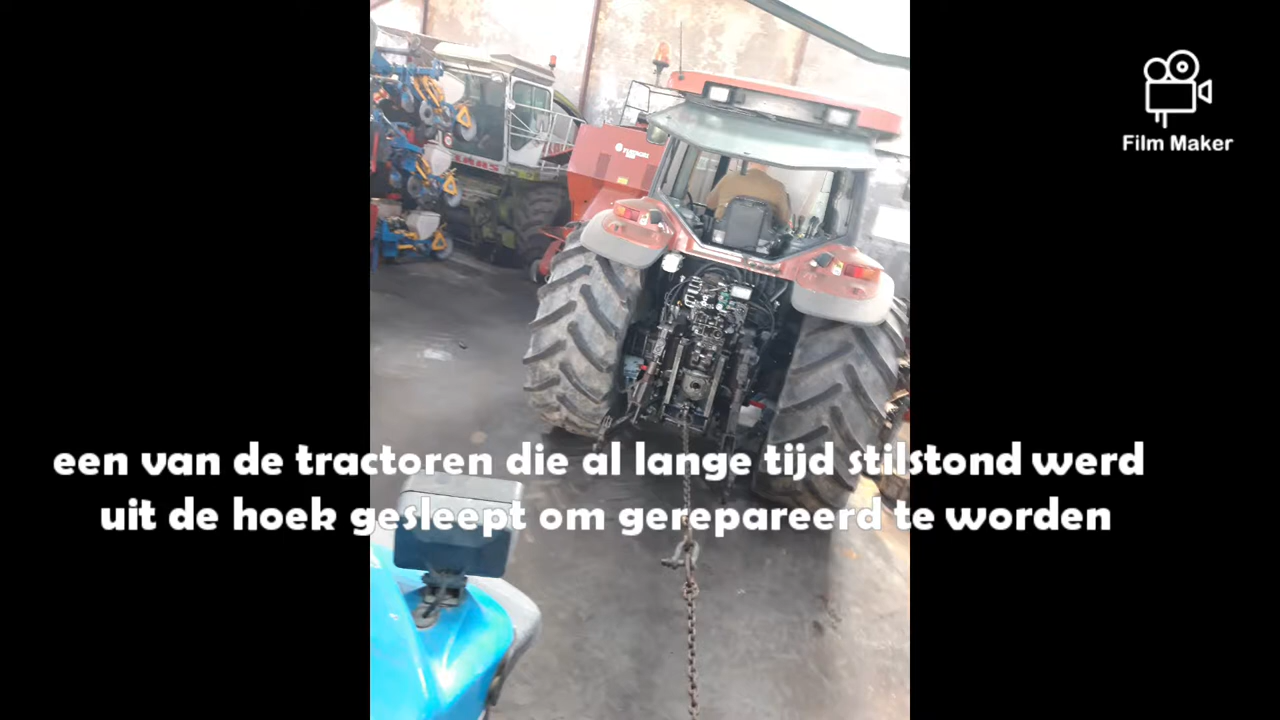 Film Maker
een van de tractoren die al lange tijd stilstond werd
uit de hoek gesleept om gerepareerd te worden